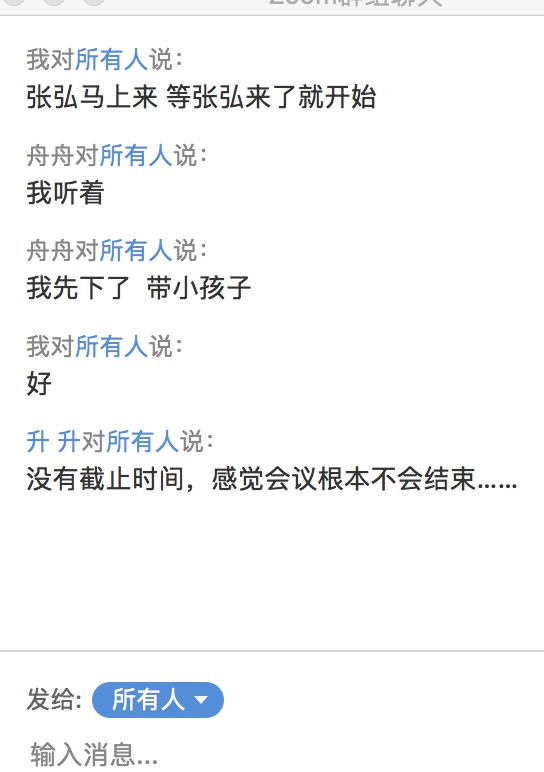 Zoom群组聊天
我对所有人说：
张弘马上来 等张弘来了就开始
舟舟对所有人说：
我听着
舟舟对所有人说：
我先下了 带小孩子
我对所有人说：
好
升 升对所有人说：
没有截止时间，感觉会议根本不会结束……
发给: 所有人
输入消息...